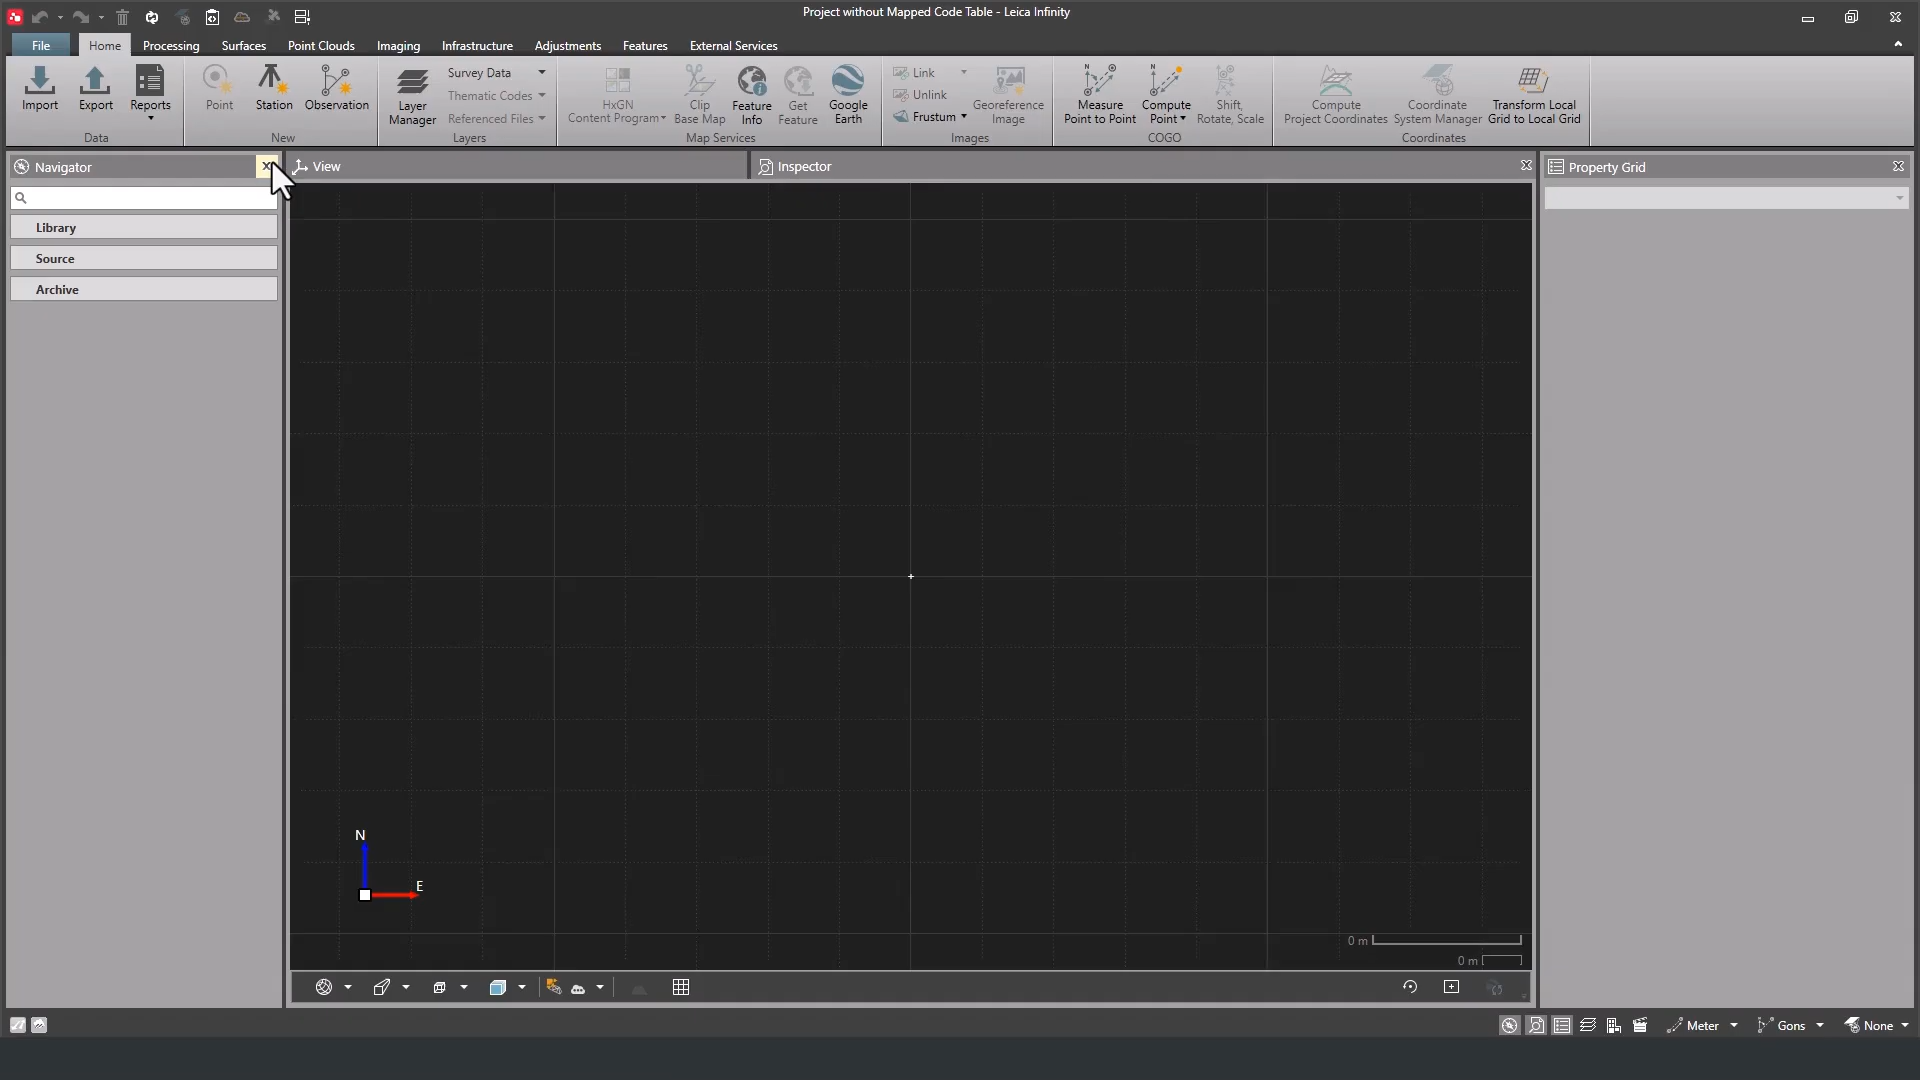 Project without Mapped Code Table - Leica Infinity
File Home Processing Surfaces Point Clouds Imaging Infrastructure Adjustments Features External Services
Import Export Reports
Data
Point Station Observation
New
Layer Manager
Survey Data
Thematic Codes
Referenced Files
Layers
HxGN Content Program
Clip Base Map
Feature Info
Get Feature
Google Earth
Map Services
Link
Unlink
Frustum
Georeference Image
Images
Measure Point to Point
Compute Point
Shift, Rotate, Scale
COGO
Compute Project Coordinates
Coordinate System Manager
Transform Local Grid to Local Grid
Coordinates
Navigator
View
Inspector
Property Grid
Library
Source
Archive
N
E
0 m
0 m
Meter Gons None